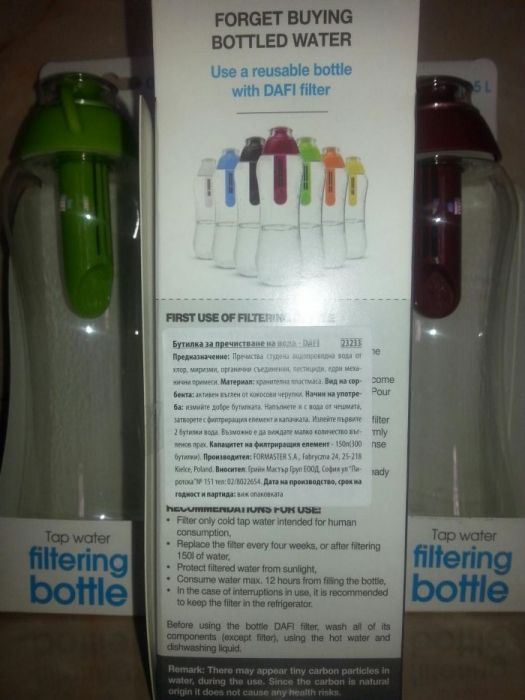 FORGET BUYING
BOTTLED WATER
Use a reusable bottle
with DAFI filter
5 L
FIRST USE OF FILTERING
Бутилка за пречистване на вода - DAFI 23233
Предназначение: Пречиства студена водопроводна вода от
хлор, миризми, органични съединения, пестициди, едри меха-
нични примеси. Материал: хранителна пластмаса. Вид на сор-
бента: активен въглен от кокосови черупки. Начин на употре-
ба: измийте добре бутилката. Напълнете я с вода от чешмата,
затворете с филтриращия елемент и капачката. Излейте първите
2 бутилки вода. Възможно е да виждате малко количество въг-
ленов прах. Капацитет на филтриращия елемент - 150л(300
бутилки). Производител: FORMASTER S.A., Fabryczna 24, 25-218
Kielce, Poland. Вносител: Грийн Мастър Груп ЕООД, София ул "Пи-
ротска"№ 151 тел: 02/8022654. Дата на производство, срок на
годност и партида: виж опаковката
come
Pour
filter
RECOMMENDATIONS FOR USE:
• Filter only cold tap water intended for human
consumption,
• Replace the filter every four weeks, or after filtering
150l of water,
• Protect filtered water from sunlight,
• Consume water max. 12 hours from filling the bottle,
• In the case of interruptions in use, it is recommended
to keep the filter in the refrigerator.
Before using the bottle DAFI filter, wash all of its
components (except filter), using the hot water and
dishwashing liquid.
Remark: There may appear tiny carbon particles in
water, during the use. Since the carbon is natural
origin it does not cause any health risks.
Tap water
filtering
bottle
Tap water
filtering
bottle